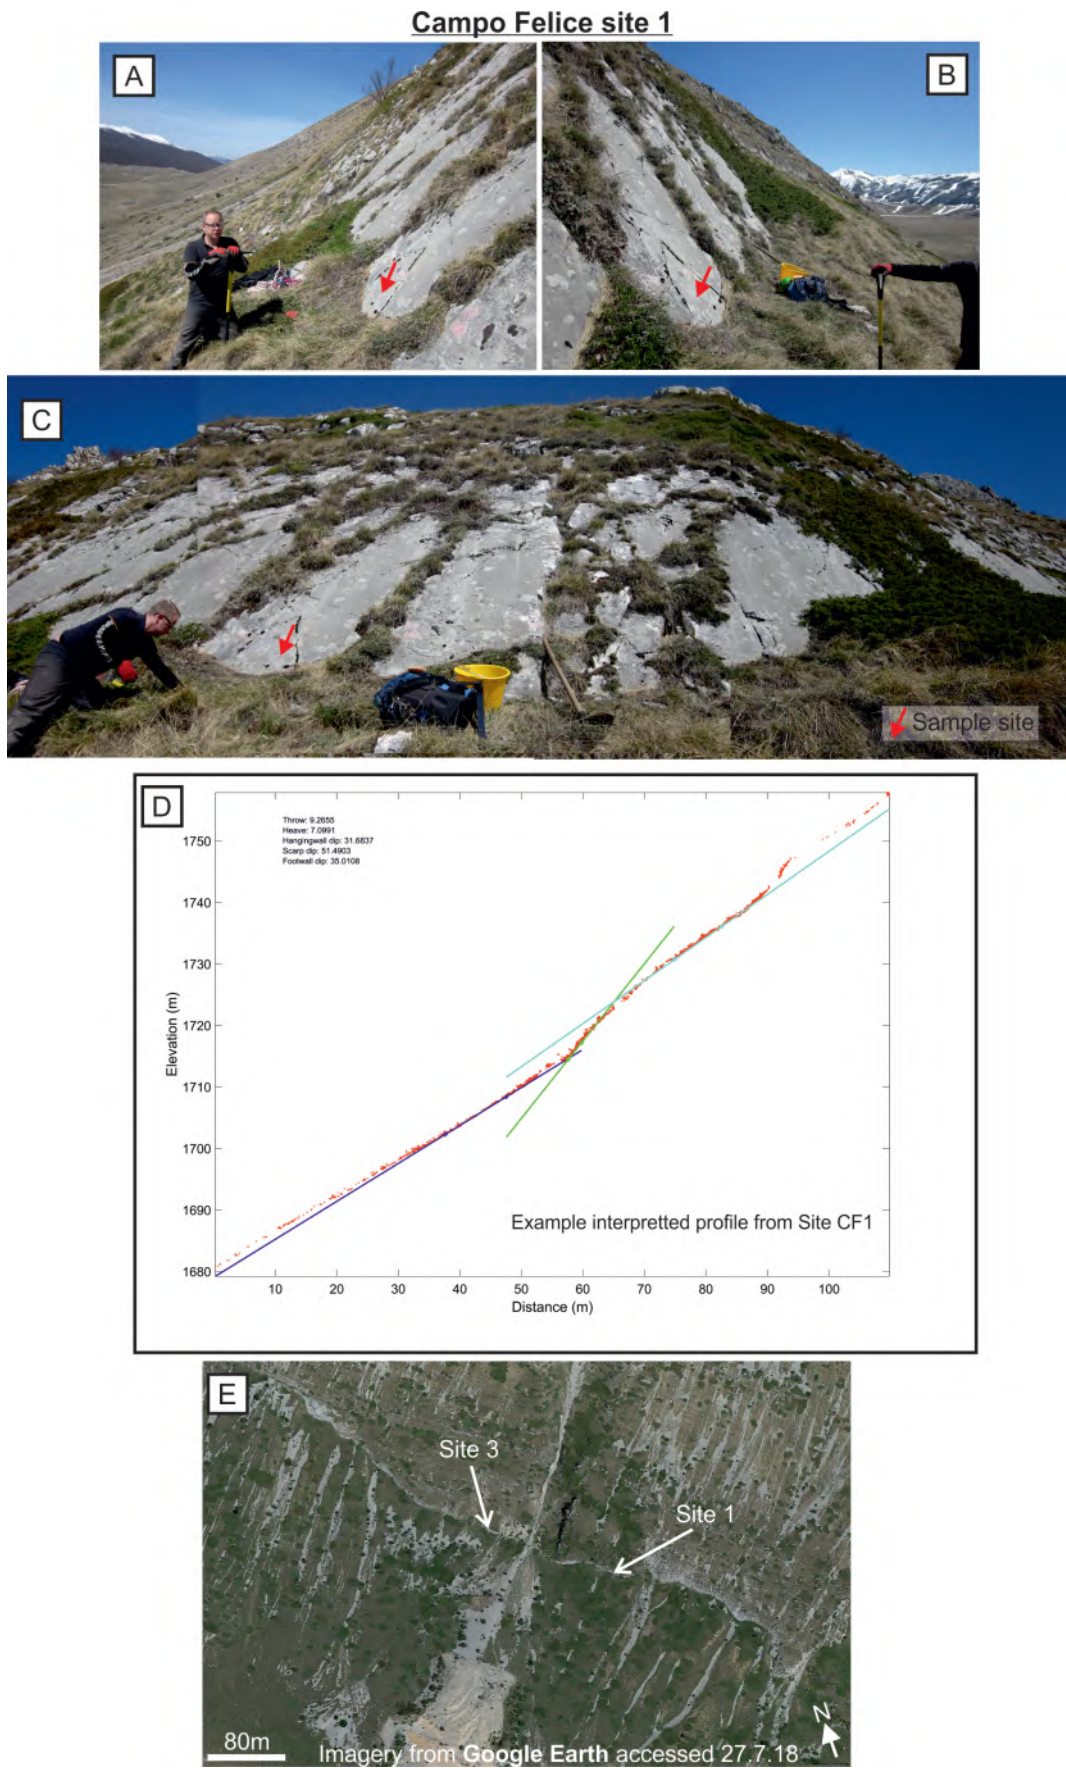 Campo Felice site 1
A
B
C
Sample site
D
Throw: 9.2655
Heave: 7.0991
Hangingwall dip: 31.6837
Scarp dip: 51.4903
Footwall dip: 35.0108
1750
1740
1730
1720
1710
1700
1690
1680
Elevation (m)
Example interpretted profile from Site CF1
10 20 30 40 50 60 70 80 90 100
Distance (m)
E
Site 3
Site 1
N
80m
Imagery from Google Earth accessed 27.7.18